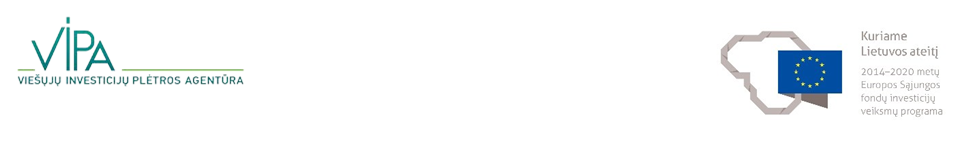 VIPA
VIEŠŲJŲ INVESTICIJŲ PLĖTROS AGENTŪRA
Kuriame
Lietuvos ateitį
2014–2020 metų
Europos Sąjungos
fondų investicijų
veiksmų programa